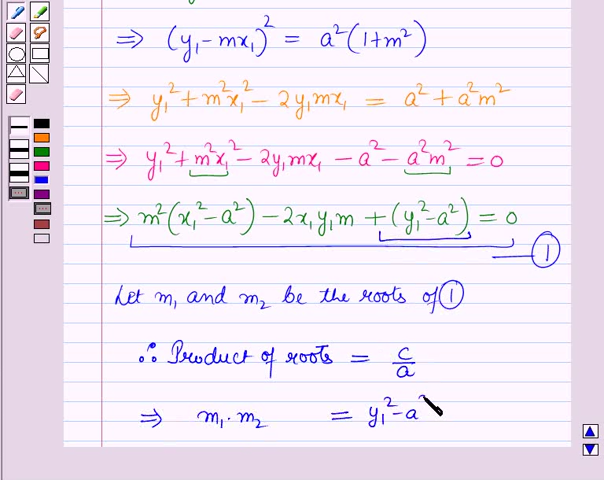 ⇒ (y₁ - mx₁)² = a²(1+m²)
⇒ y₁² + m²x₁² - 2y₁mx₁ = a² + a²m²
⇒ y₁² + m²x₁² - 2y₁mx₁ - a² - a²m² = 0
⇒ m²(x₁² - a²) - 2x₁y₁m + (y₁² - a²) = 0
— ①
Let m₁ and m₂ be the roots of ①
∴ Product of roots = c/a
⇒ m₁·m₂ = y₁² - a²